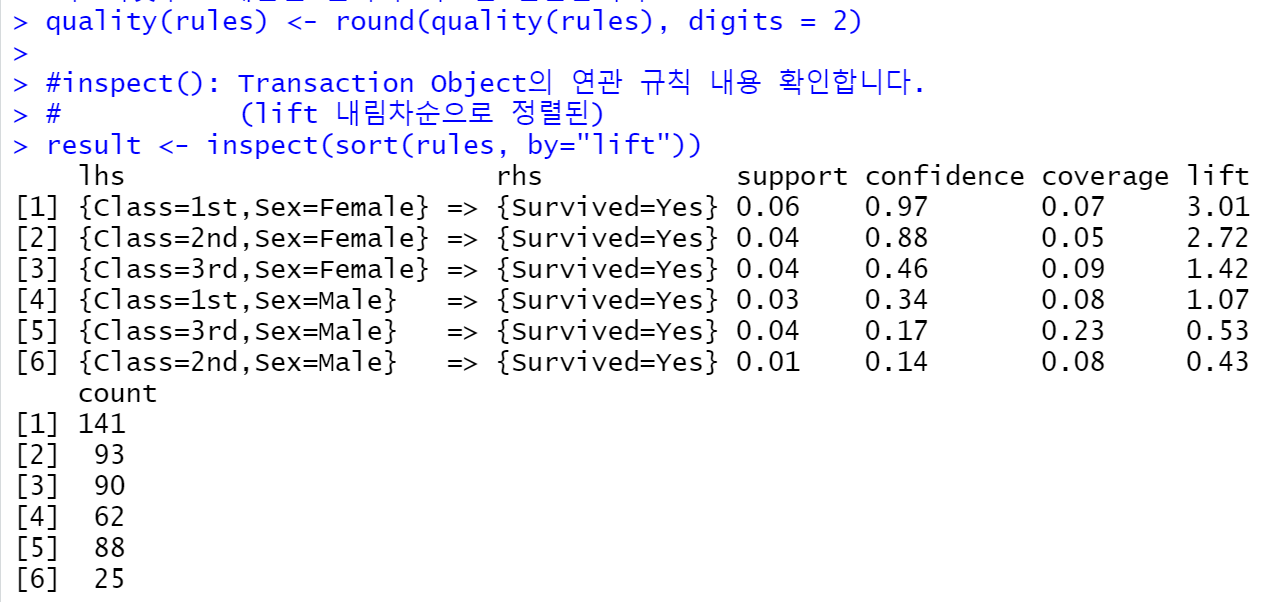 > quality(rules) <- round(quality(rules), digits = 2)
>
> #inspect(): Transaction Object의 연관 규칙 내용 확인합니다.
> #           (lift 내림차순으로 정렬된)
> result <- inspect(sort(rules, by="lift"))
    lhs                         rhs            support confidence coverage lift
[1] {Class=1st,Sex=Female} => {Survived=Yes} 0.06    0.97       0.07     3.01
[2] {Class=2nd,Sex=Female} => {Survived=Yes} 0.04    0.88       0.05     2.72
[3] {Class=3rd,Sex=Female} => {Survived=Yes} 0.04    0.46       0.09     1.42
[4] {Class=1st,Sex=Male}   => {Survived=Yes} 0.03    0.34       0.08     1.07
[5] {Class=3rd,Sex=Male}   => {Survived=Yes} 0.04    0.17       0.23     0.53
[6] {Class=2nd,Sex=Male}   => {Survived=Yes} 0.01    0.14       0.08     0.43
    count
[1] 141
[2]  93
[3]  90
[4]  62
[5]  88
[6]  25